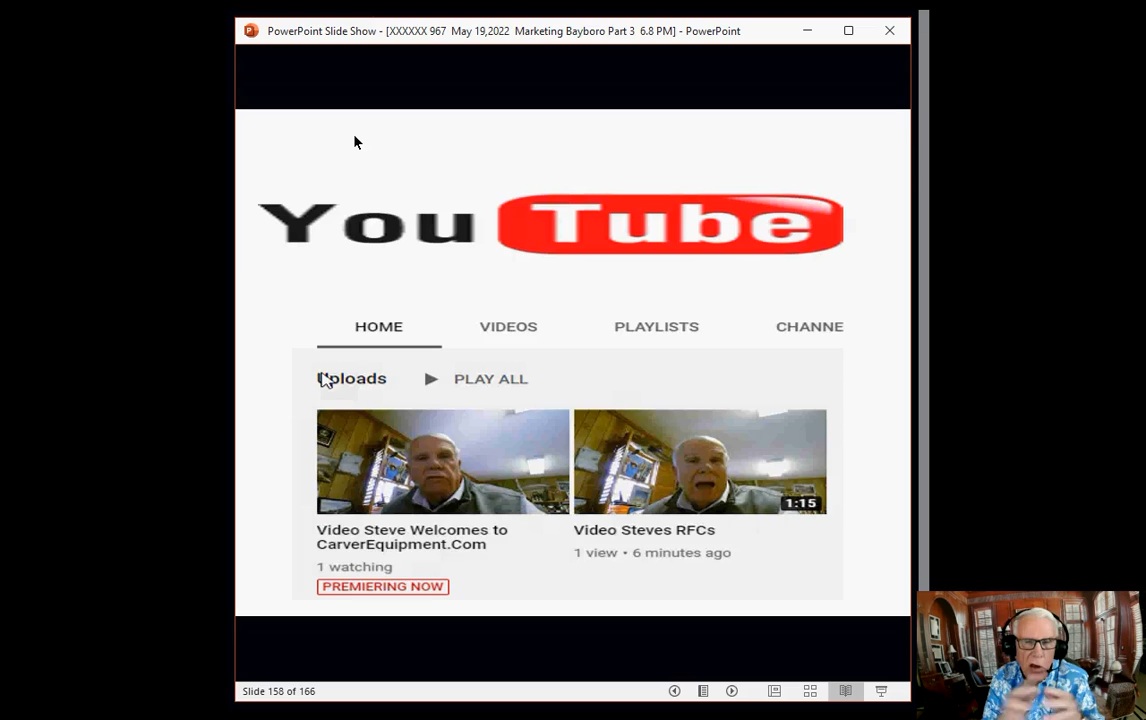 PowerPoint Slide Show - [XXXXXX 967 May 19,2022 Marketing Bayboro Part 3 6.8 PM] - PowerPoint
You Tube
HOME VIDEOS PLAYLISTS CHANNE
Uploads PLAY ALL
1:15
Video Steve Welcomes to
CarverEquipment.Com
1 watching
PREMIERING NOW
Video Steves RFCs
1 view • 6 minutes ago
Slide 158 of 166